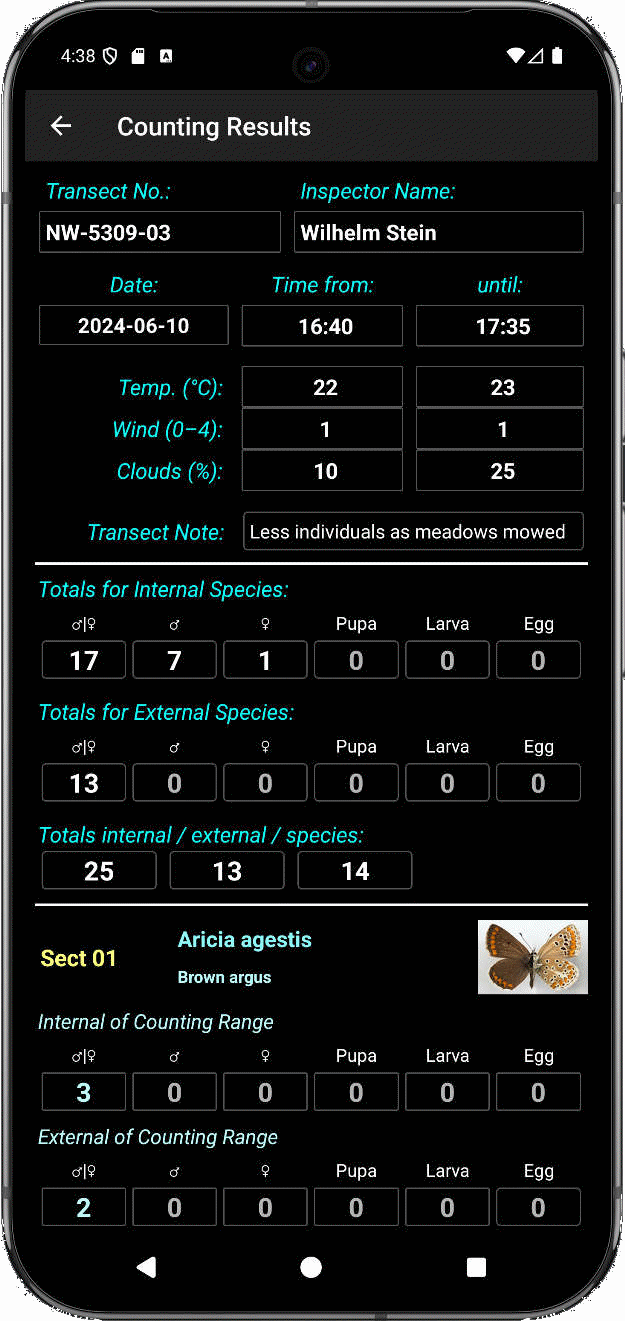 4:38
Counting Results
Transect No.: Inspector Name:
NW-5309-03 Wilhelm Stein
Date: Time from: until:
2024-06-10 16:40 17:35
Temp. (°C): 22 23
Wind (0–4): 1 1
Clouds (%): 10 25
Transect Note: Less individuals as meadows mowed
Totals for Internal Species:
♂|♀ ♂ ♀ Pupa Larva Egg
17 7 1 0 0 0
Totals for External Species:
♂|♀ ♂ ♀ Pupa Larva Egg
13 0 0 0 0 0
Totals internal / external / species:
25 13 14
Sect 01 Aricia agestis
Brown argus
Internal of Counting Range
♂|♀ ♂ ♀ Pupa Larva Egg
3 0 0 0 0 0
External of Counting Range
♂|♀ ♂ ♀ Pupa Larva Egg
2 0 0 0 0 0